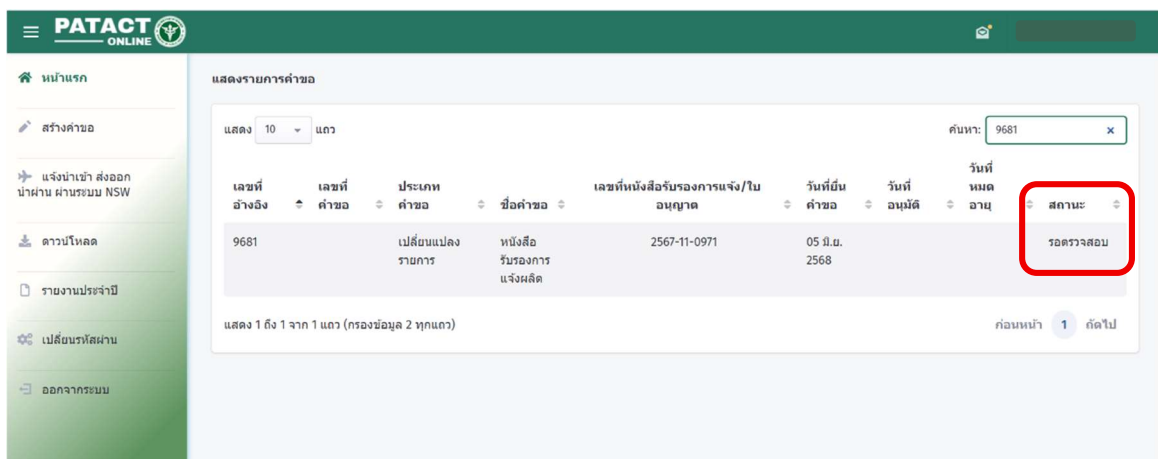 PATACT
ONLINE
หน้าแรก
สร้างคำขอ
แจ้งนำเข้า ส่งออก
นำผ่าน ผ่านระบบ NSW
ดาวน์โหลด
รายงานประจำปี
เปลี่ยนรหัสผ่าน
ออกจากระบบ
แสดงรายการคำขอ
แสดง 10 แถว
ค้นหา: 9681 x
เลขที่
อ้างอิง
เลขที่
คำขอ
ประเภท
คำขอ
ชื่อคำขอ
เลขที่หนังสือรับรองการแจ้ง/ใบ
อนุญาต
วันที่ยื่น
คำขอ
วันที่
อนุมัติ
วันที่
หมด
อายุ
สถานะ
9681
เปลี่ยนแปลง
รายการ
หนังสือ
รับรองการ
แจ้งผลิต
2567-11-0971
05 มิ.ย.
2568
รอตรวจสอบ
แสดง 1 ถึง 1 จาก 1 แถว (กรองข้อมูล 2 ทุกแถว)
ก่อนหน้า 1 ถัดไป